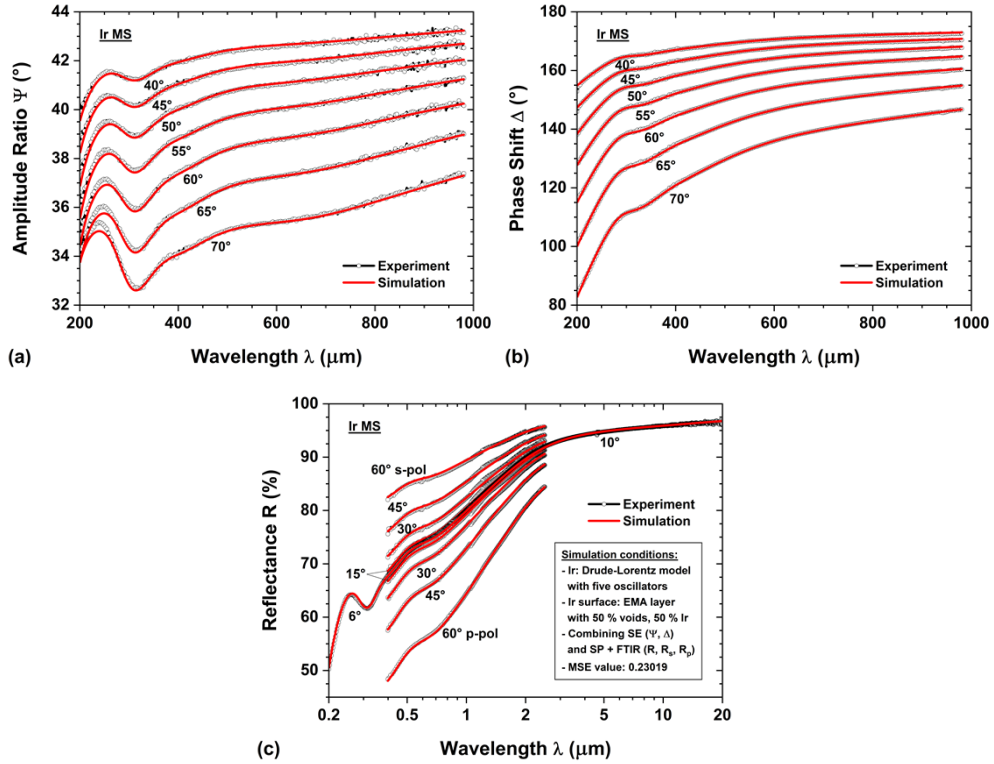 (a)
Ir MS
Amplitude Ratio Ψ (°)
44
42
40
38
36
34
32
40°
45°
50°
55°
60°
65°
70°
Experiment
Simulation
200 400 600 800 1000
Wavelength λ (μm)
(b)
Ir MS
Phase Shift Δ (°)
180
160
140
120
100
80
40°
45°
50°
55°
60°
65°
70°
Experiment
Simulation
200 400 600 800 1000
Wavelength λ (μm)
(c)
Ir MS
Reflectance R (%)
100
90
80
70
60
50
60° s-pol
45°
30°
15°
6°
30°
45°
60° p-pol
10°
Experiment
Simulation
Simulation conditions:
- Ir: Drude-Lorentz model
with five oscillators
- Ir surface: EMA layer
with 50 % voids, 50 % Ir
- Combining SE (Ψ, Δ)
and SP + FTIR (R, Rs, Rp)
- MSE value: 0.23019
0.2 0.5 1 2 5 10 20
Wavelength λ (μm)